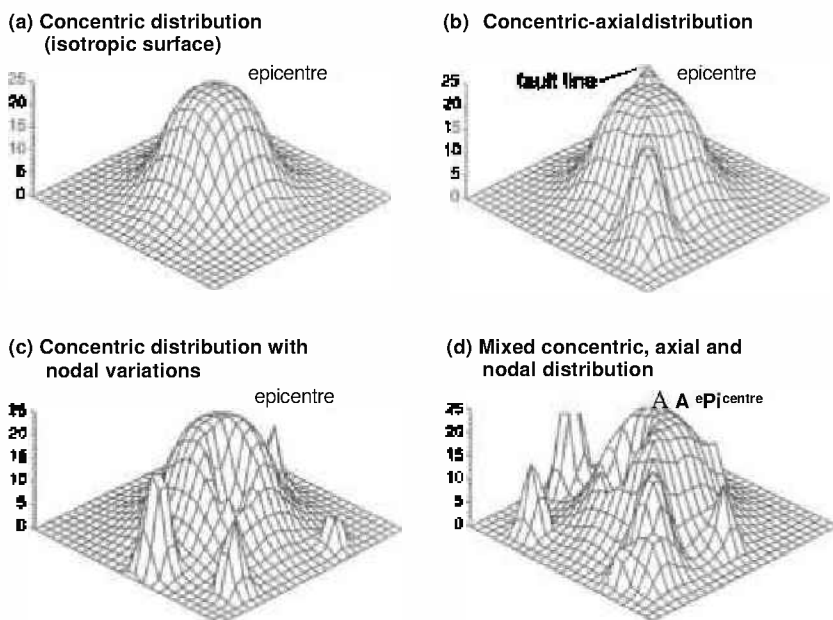 (a) Concentric distribution
(isotropic surface)
epicentre
25
20
15
10
5
0
(b) Concentric-axialdistribution
fault line
epicentre
25
20
15
10
5
0
(c) Concentric distribution with
nodal variations
epicentre
25
20
15
10
5
0
(d) Mixed concentric, axial and
nodal distribution
A A ePicentre
25
20
15
10
5
0